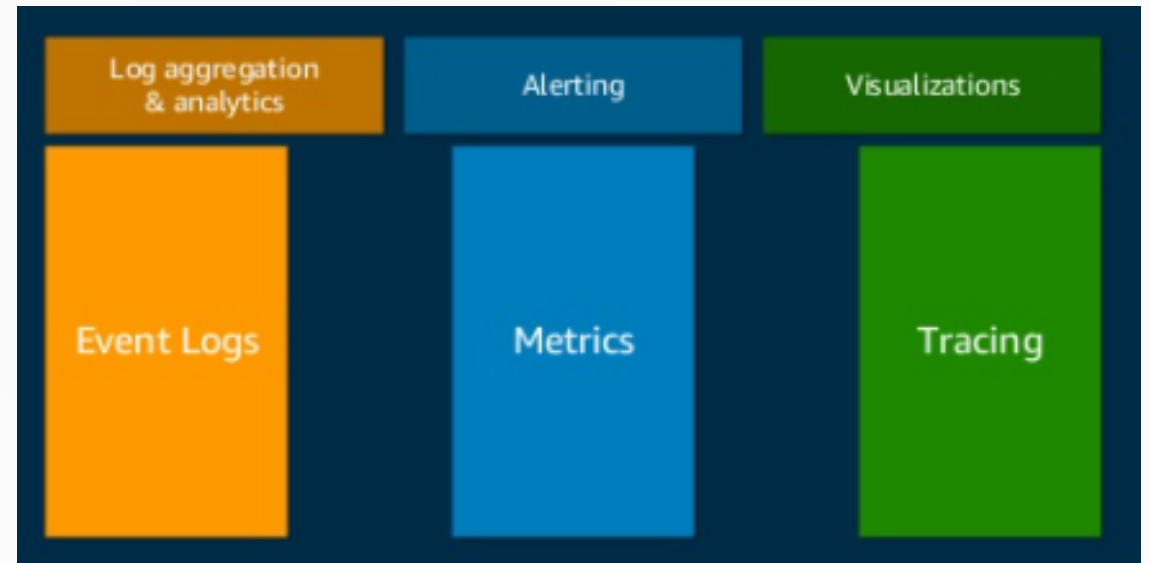 Log aggregation
& analytics
Alerting
Visualizations
Event Logs
Metrics
Tracing